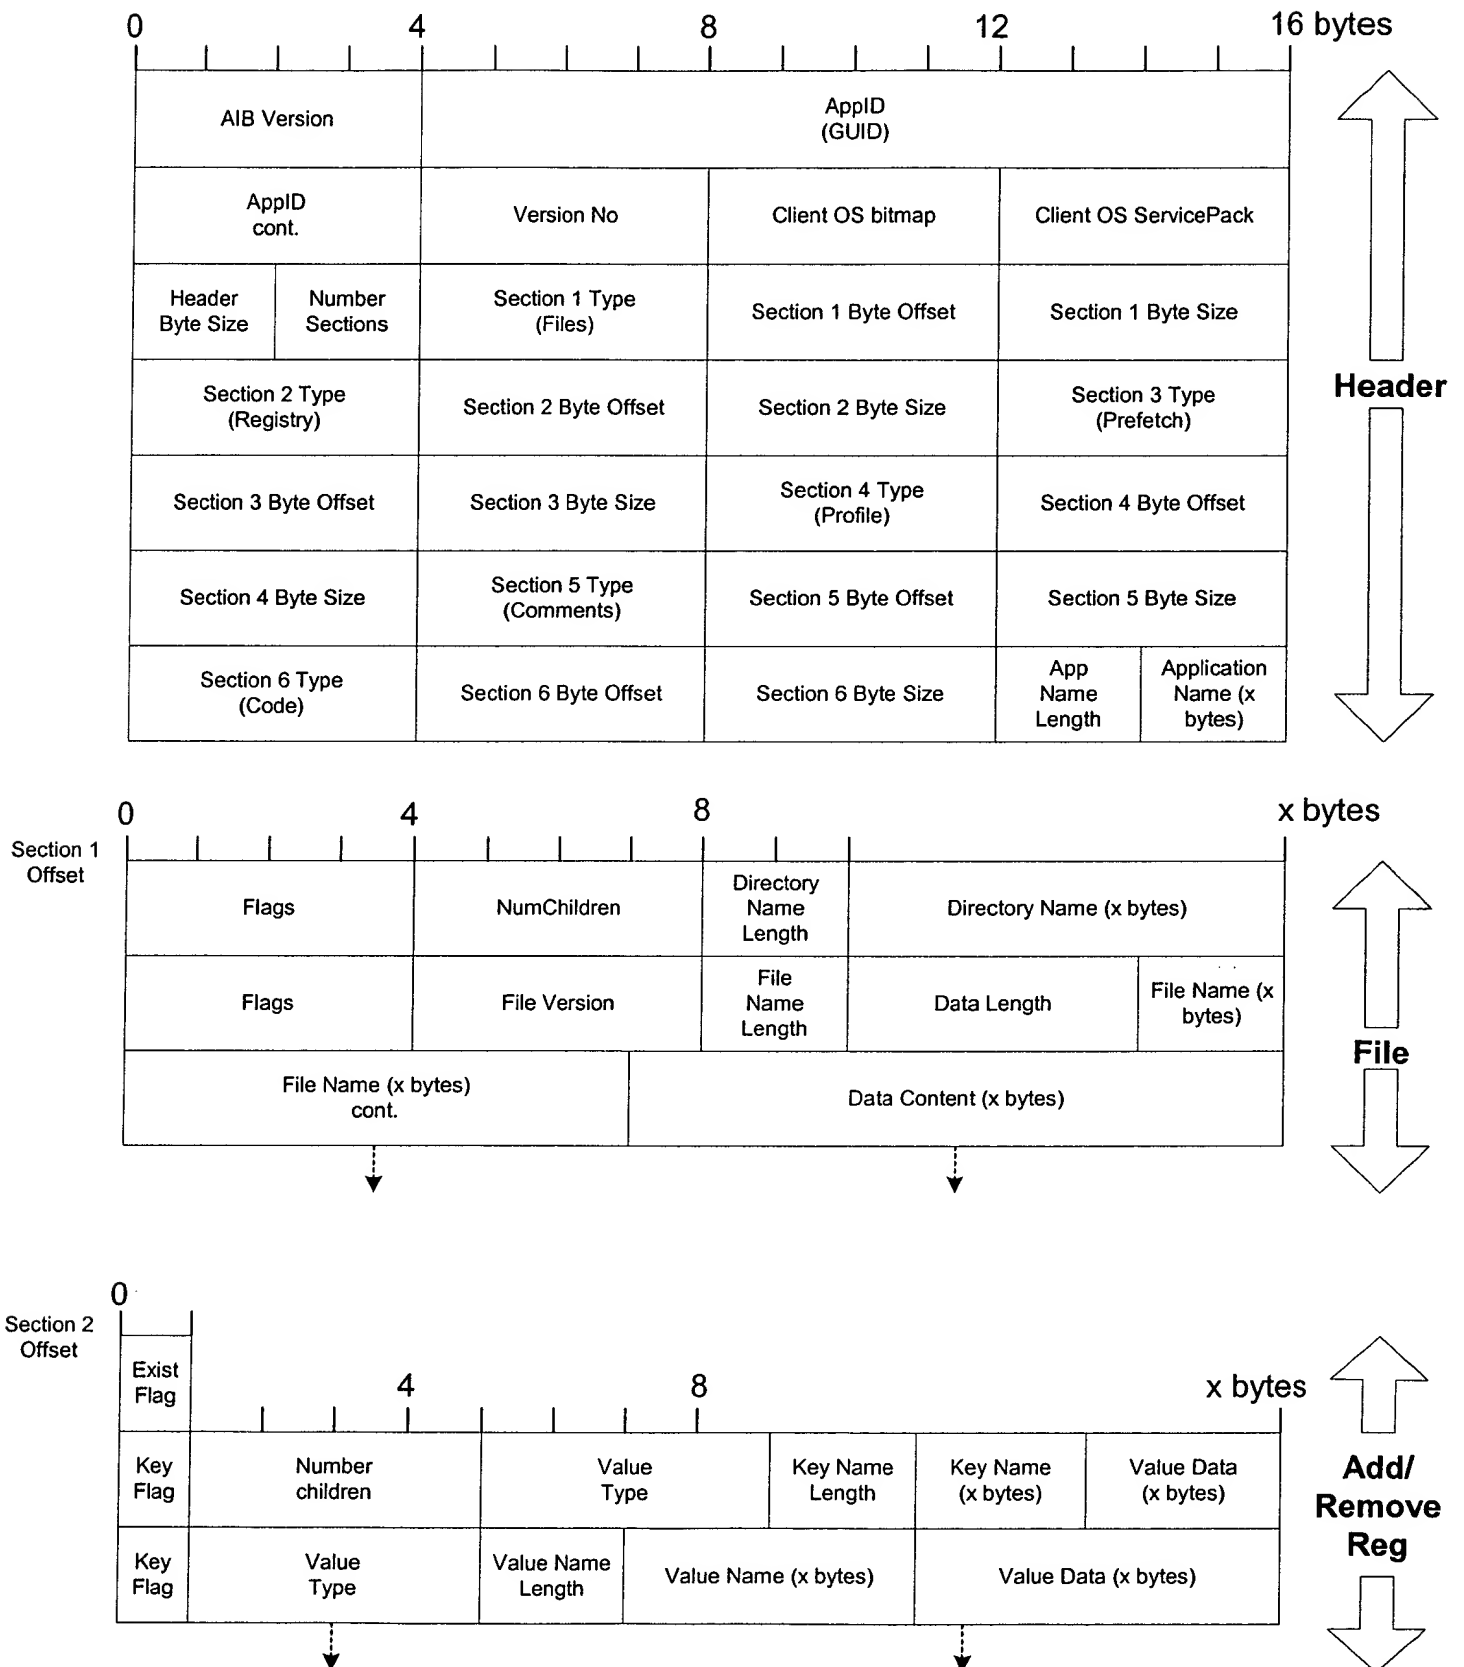 0 4 8 12 16 bytes
AIB Version
AppID
(GUID)
AppID
cont.
Version No
Client OS bitmap
Client OS ServicePack
Header
Byte Size
Number
Sections
Section 1 Type
(Files)
Section 1 Byte Offset
Section 1 Byte Size
Section 2 Type
(Registry)
Section 2 Byte Offset
Section 2 Byte Size
Section 3 Type
(Prefetch)
Header
Section 3 Byte Offset
Section 3 Byte Size
Section 4 Type
(Profile)
Section 4 Byte Offset
Section 4 Byte Size
Section 5 Type
(Comments)
Section 5 Byte Offset
Section 5 Byte Size
Section 6 Type
(Code)
Section 6 Byte Offset
Section 6 Byte Size
App
Name
Length
Application
Name (x
bytes)
0 4 8 x bytes
Section 1
Offset
Flags
NumChildren
Directory
Name
Length
Directory Name (x bytes)
Flags
File Version
File
Name
Length
Data Length
File Name (x
bytes)
File
File Name (x bytes)
cont.
Data Content (x bytes)
0
Section 2
Offset
Exist
Flag
4 8 x bytes
Key
Flag
Number
children
Value
Type
Key Name
Length
Key Name
(x bytes)
Value Data
(x bytes)
Add/
Remove
Reg
Key
Flag
Value
Type
Value Name
Length
Value Name (x bytes)
Value Data (x bytes)